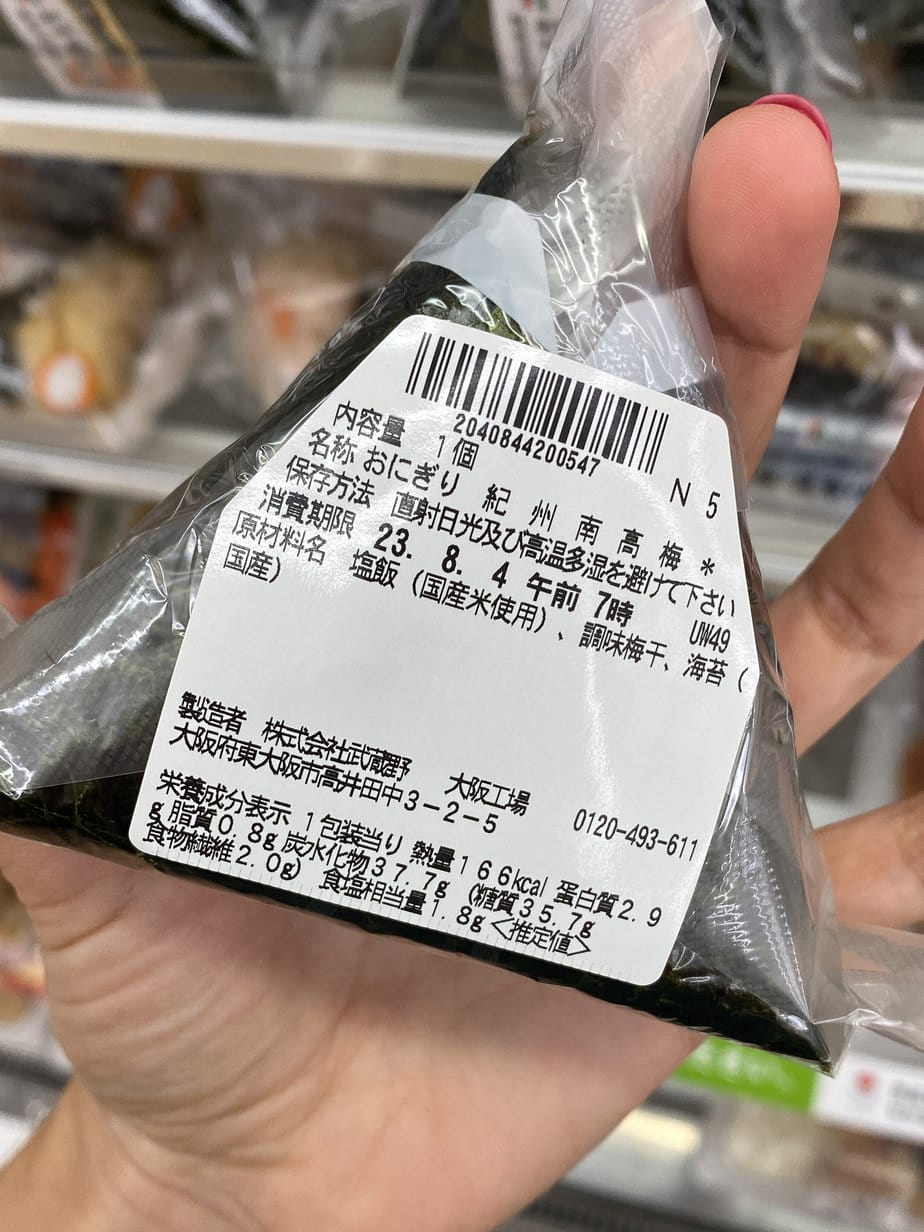 2040844200547
N5
内容量 1個
名称 おにぎり 紀州南高梅*
保存方法 直射日光及び高温多湿を避けて下さい
消費期限 23. 8. 4 午前 7時 UW49
原材料名 塩飯（国産米使用）、調味梅干、海苔（
国産）
製造者 株式会社武蔵野 大阪工場
大阪府東大阪市高井田中3-2-5 0120-493-611
栄養成分表示 1包装当り 熱量166kcal 蛋白質2.9
g 脂質0.8g 炭水化物37.7g （糖質35.7g
食物繊維2.0g） 食塩相当量1.8g <推定値>